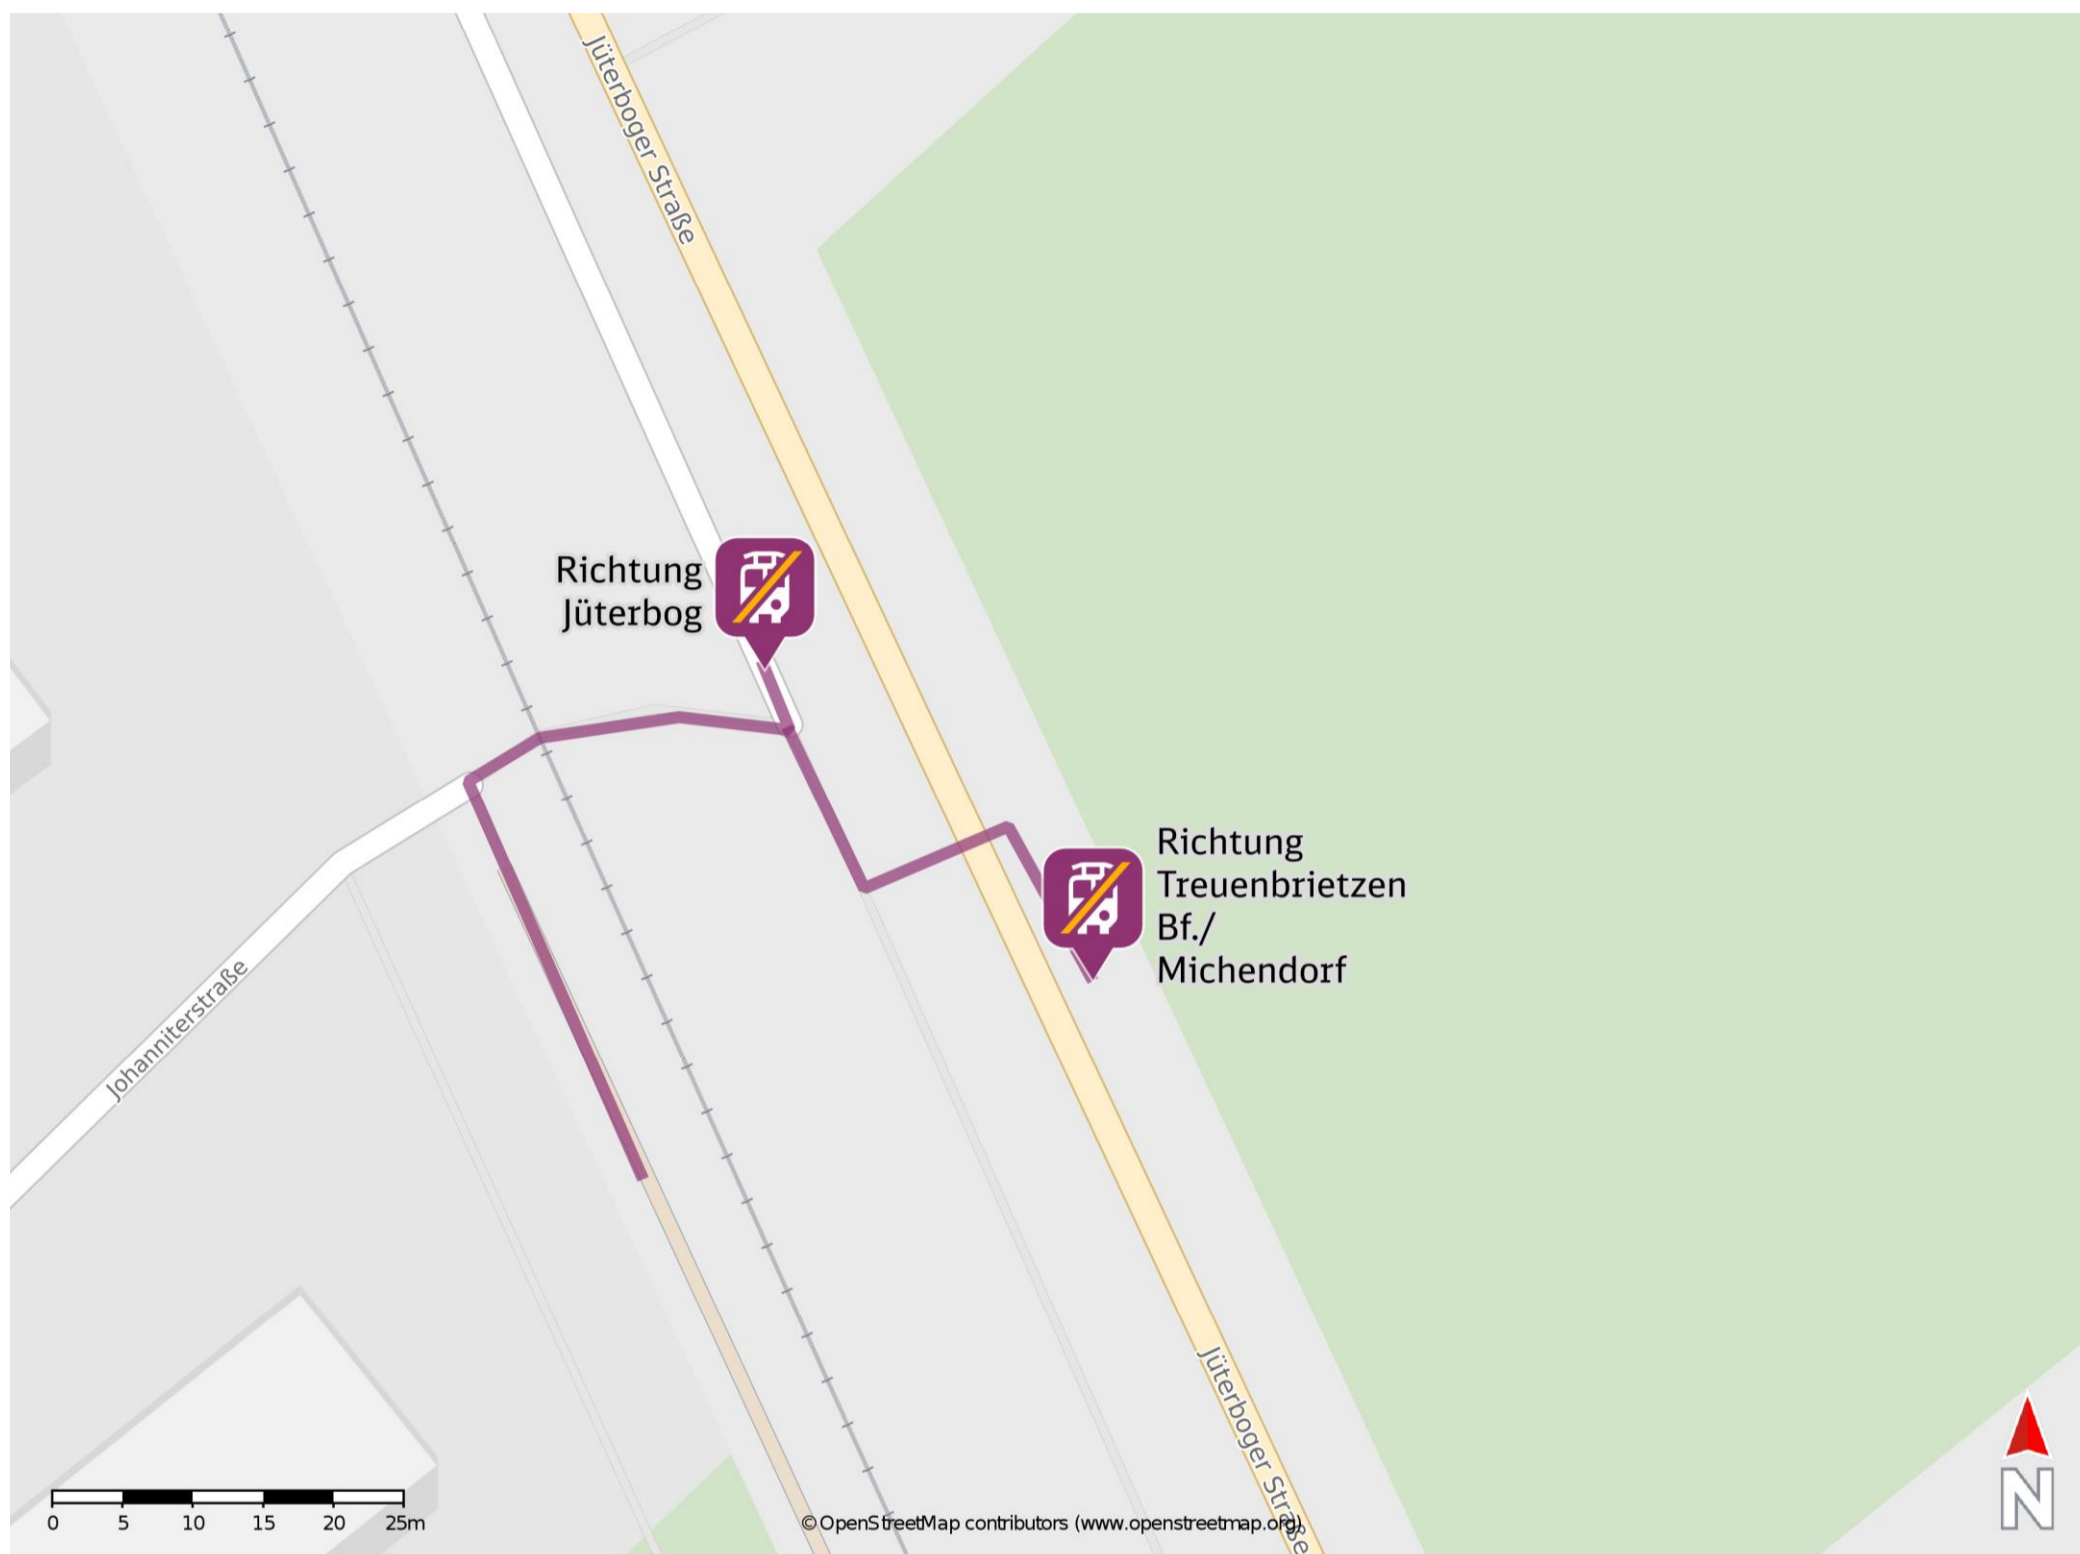 Jüterboger Straße
Richtung
Jüterbog
Richtung
Treuenbrietzen
Bf./
Michendorf
Johanniterstraße
Jüterboger Straße
0 5 10 15 20 25m
© OpenStreetMap contributors (www.openstreetmap.org)
N